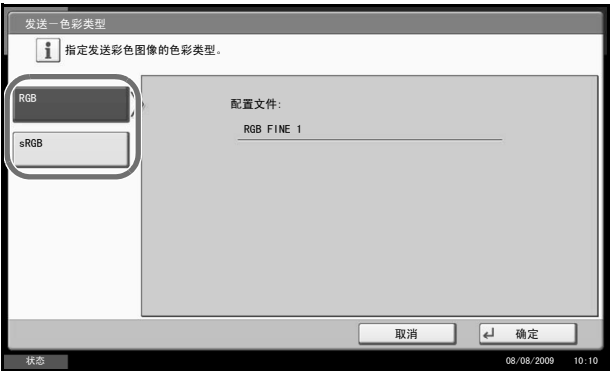 发送－色彩类型
指定发送彩色图像的色彩类型。
RGB
配置文件:
RGB FINE 1
sRGB
取消
确定
状态
08/08/2009 10:10